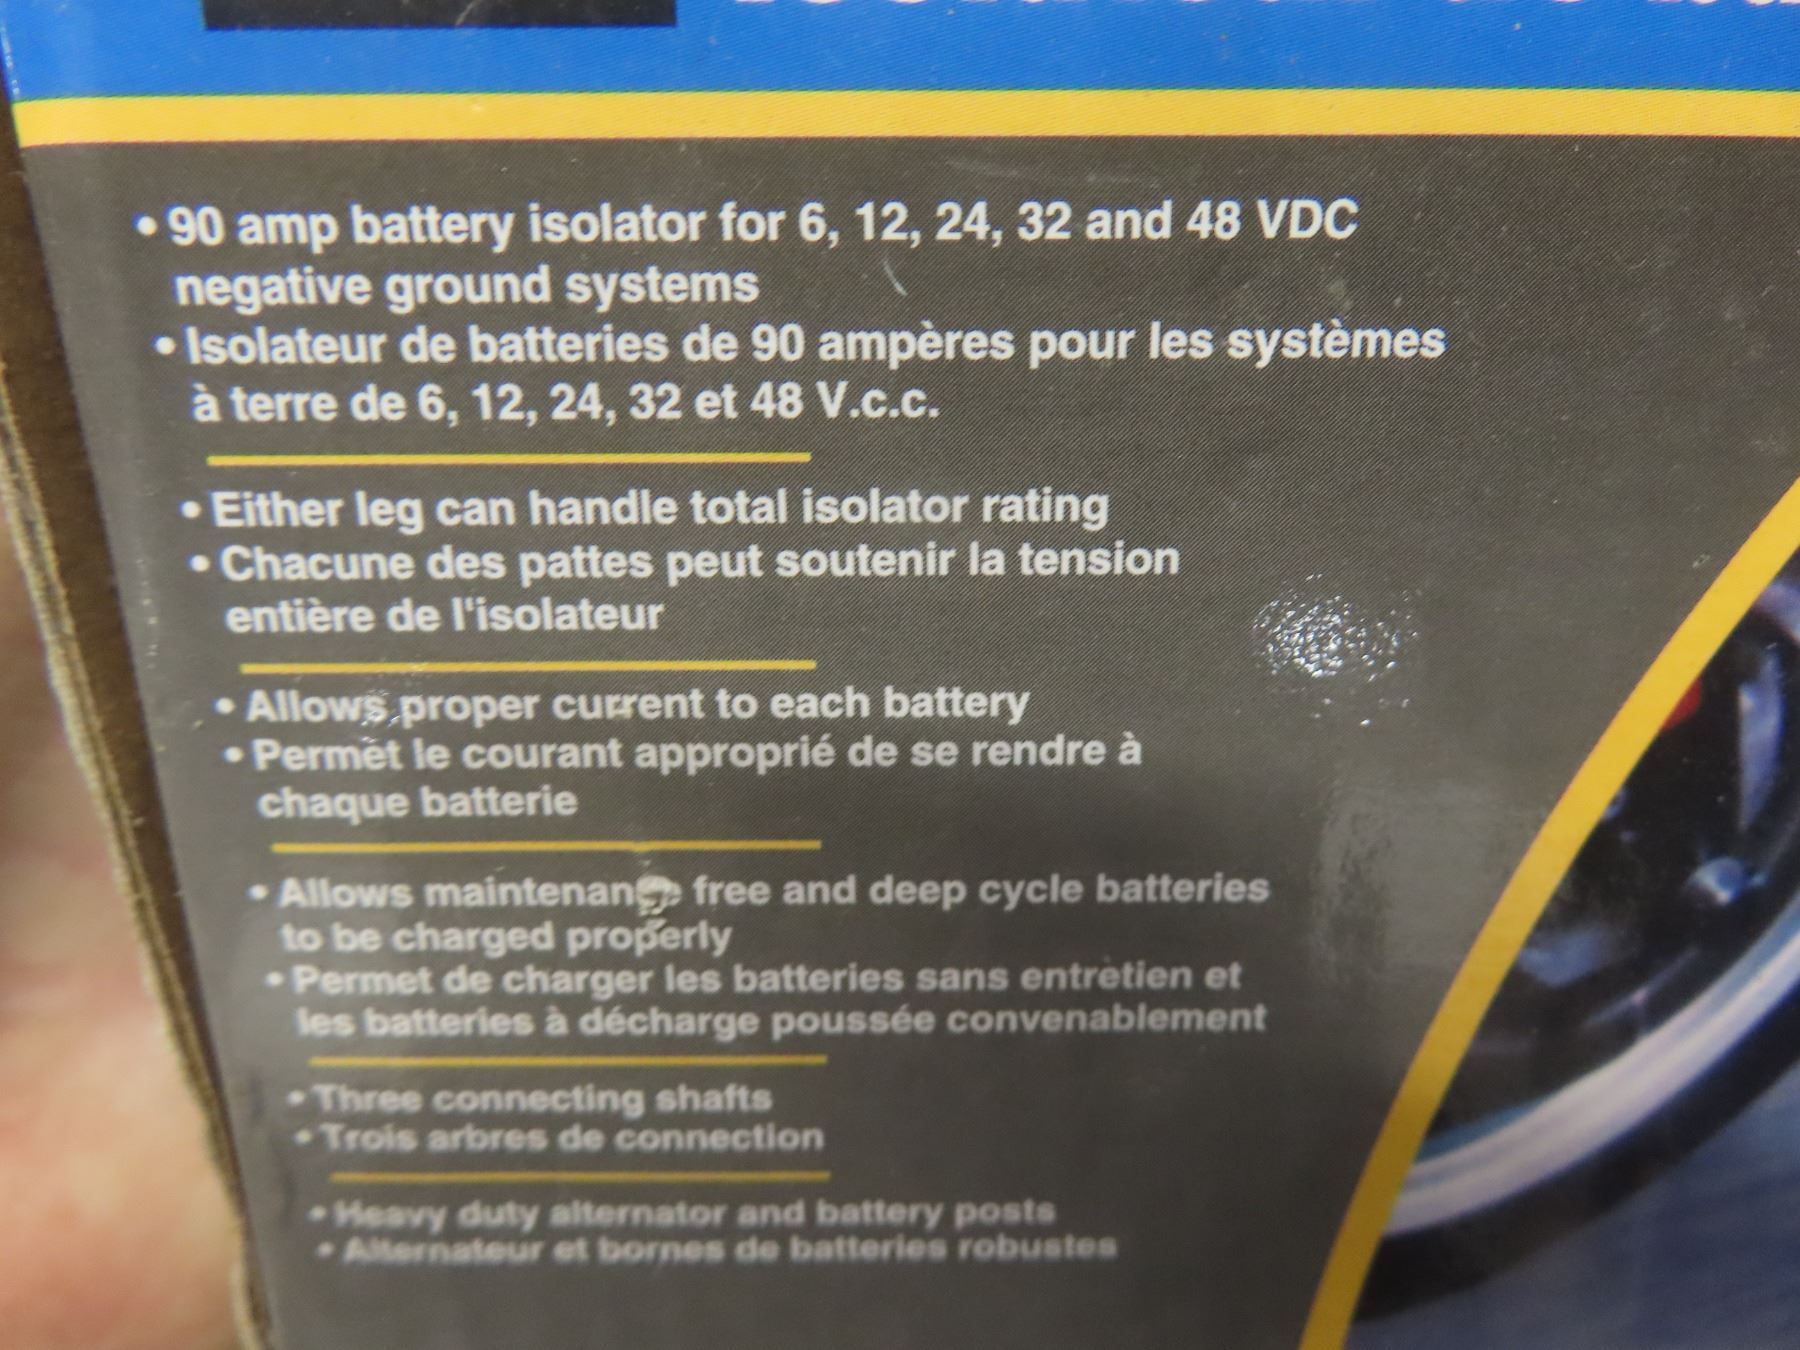 • 90 amp battery isolator for 6, 12, 24, 32 and 48 VDC
negative ground systems
• Isolateur de batteries de 90 ampères pour les systèmes
à terre de 6, 12, 24, 32 et 48 V.c.c.
• Either leg can handle total isolator rating
• Chacune des pattes peut soutenir la tension
entière de l'isolateur
• Allows proper current to each battery
• Permet le courant approprié de se rendre à
chaque batterie
• Allows maintenance free and deep cycle batteries
to be charged properly
• Permet de charger les batteries sans entretien et
les batteries à décharge poussée convenablement
• Three connecting shafts
• Trois arbres de connection
• Heavy duty alternator and battery posts
• Alternateur et bornes de batteries robustes